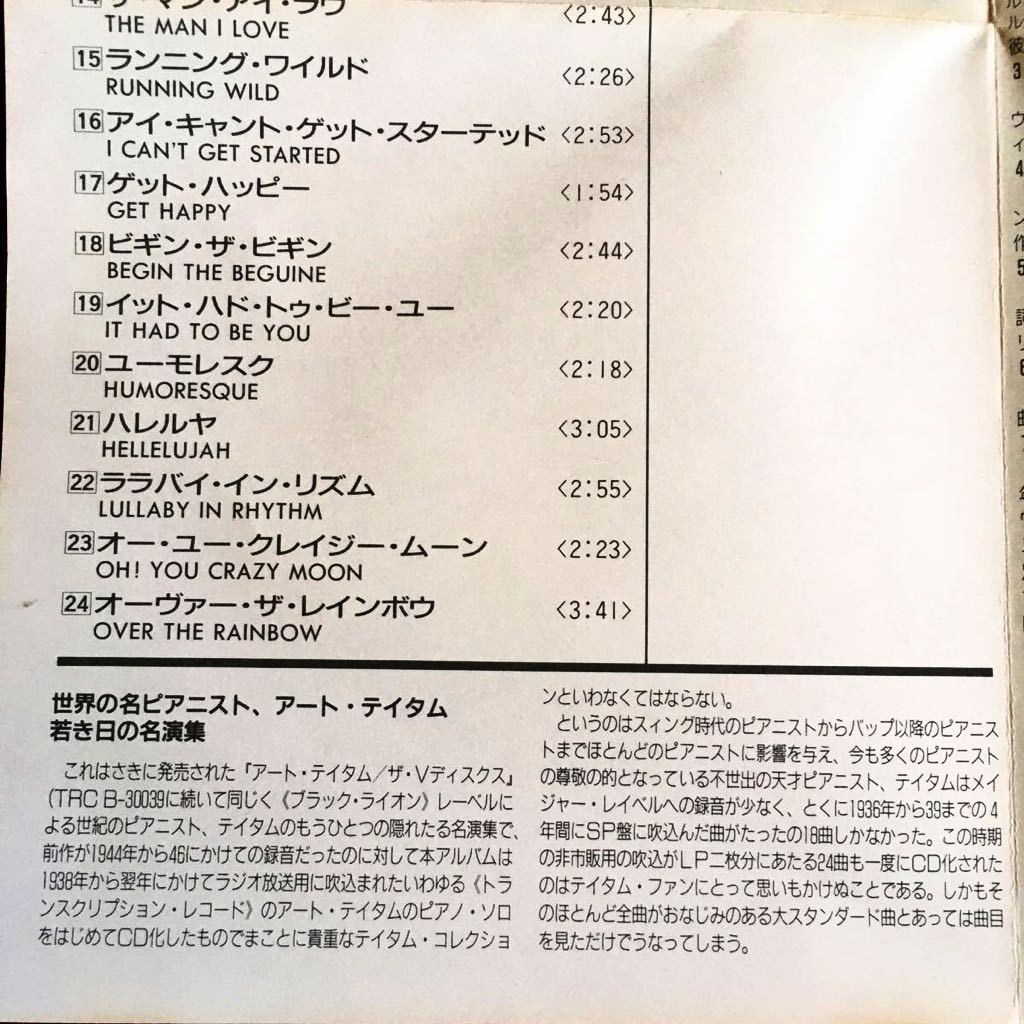 14 ザ・マン・アイ・ラヴ <2:43>
THE MAN I LOVE
15 ランニング・ワイルド <2:26>
RUNNING WILD
16 アイ・キャント・ゲット・スターテッド <2:53>
I CAN'T GET STARTED
17 ゲット・ハッピー <1:54>
GET HAPPY
18 ビギン・ザ・ビギン <2:44>
BEGIN THE BEGUINE
19 イット・ハド・トゥ・ビー・ユー <2:20>
IT HAD TO BE YOU
20 ユーモレスク <2:18>
HUMORESQUE
21 ハレルヤ <3:05>
HELLELUJAH
22 ララバイ・イン・リズム <2:55>
LULLABY IN RHYTHM
23 オー・ユー・クレイジー・ムーン <2:23>
OH! YOU CRAZY MOON
24 オーヴァー・ザ・レインボウ <3:41>
OVER THE RAINBOW
世界の名ピアニスト、アート・テイタム
若き日の名演集
これはさきに発売された『アート・テイタム/ザ・Vディスクス』
(TRC B-30039に続いて同じく《ブラック・ライオン》レーベルに
よる世紀のピアニスト、テイタムのもうひとつの隠れたる名演集で、
前作が1944年から46にかけての録音だったのに対して本アルバムは
1938年から翌年にかけてラジオ放送用に吹込まれたいわゆる《トラ
ンスクリプション・レコード》のアート・テイタムのピアノ・ソロ
をはじめてCD化したものでまことに貴重なテイタム・コレクショ
ンといわなくてはならない。
というのはスィング時代のピアニストからバップ以降のピアニス
トまでほとんどのピアニストに影響を与え、今も多くのピアニスト
の尊敬の的となっている不世出の天才ピアニスト、テイタムはメイ
ジャー・レイベルへの録音が少なく、とくに1936年から39までの4
年間にSP盤に吹込んだ曲がたったの18曲しかなかった。この時期
の非市販用の吹込がLP二枚分にあたる24曲も一度にCD化された
のはテイタム・ファンにとって思いもかけぬことである。しかもそ
のほとんど全曲がおなじみのある大スタンダード曲とあっては曲目
を見ただけでうなってしまう。